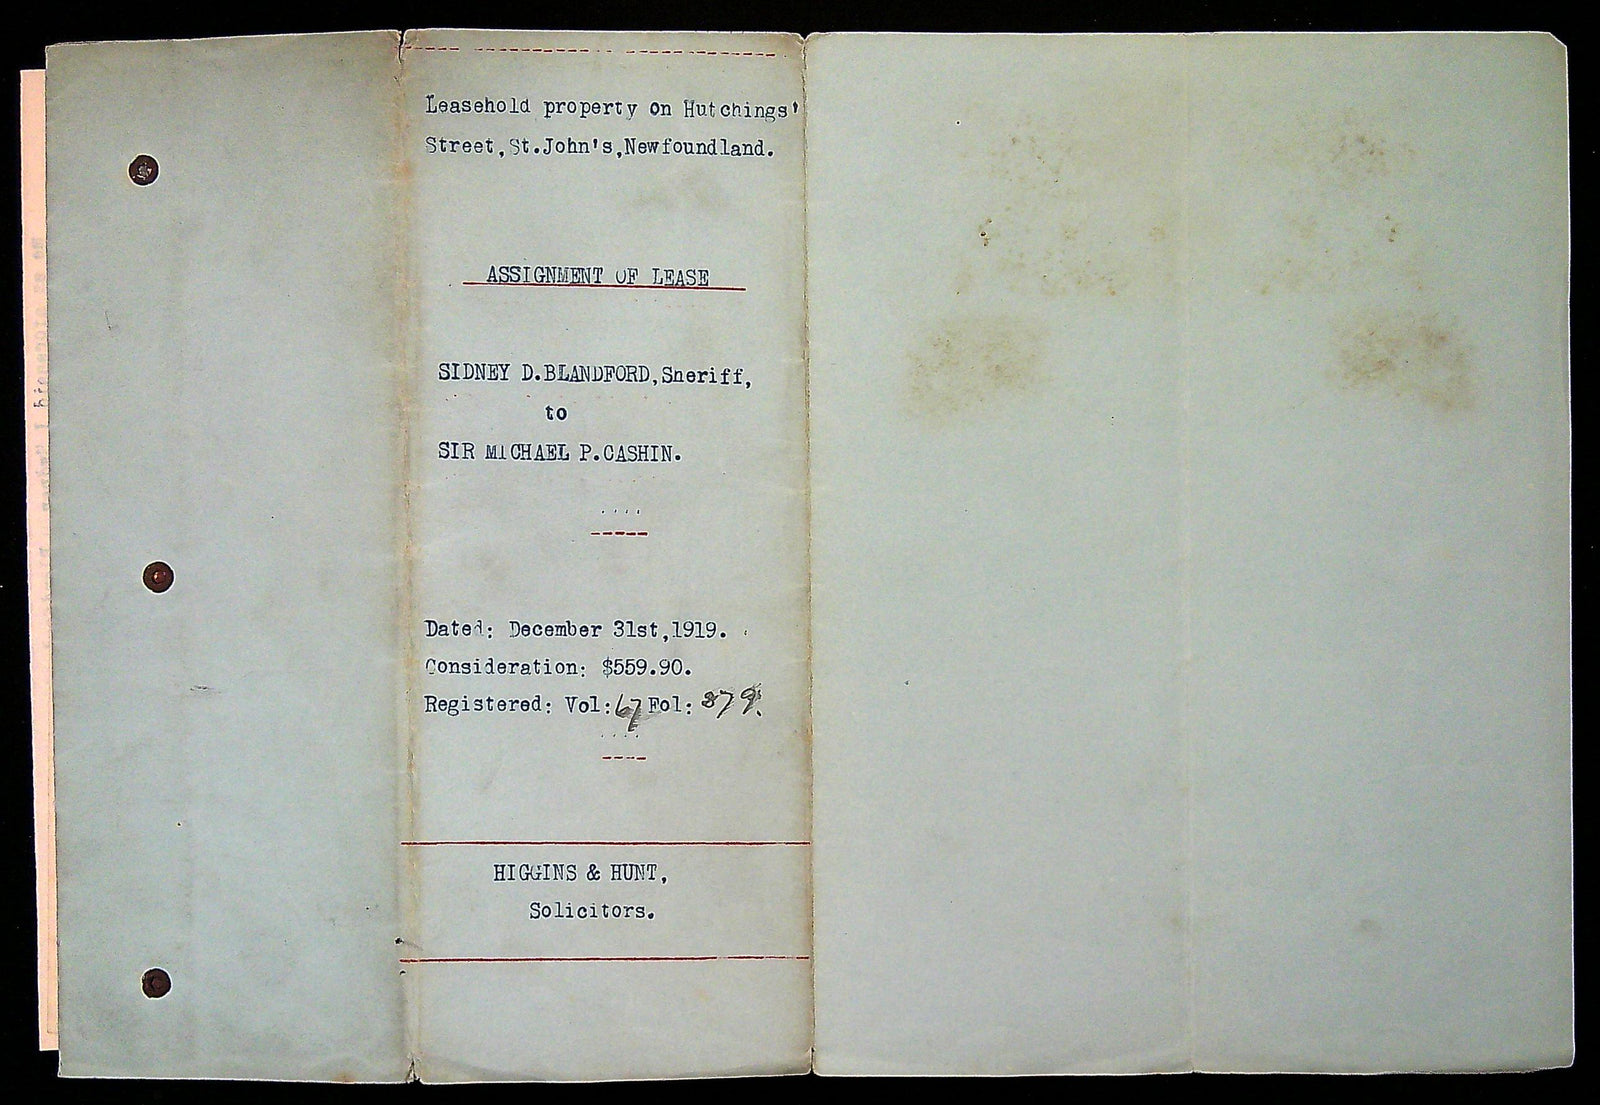 Leasehold property on Hutchings'
Street,St.John's,Newfoundland.
ASSIGNMENT OF LEASE
SIDNEY D.BLANDFORD,Sheriff,
to
SIR MiCHAEL P.CASHIN.
....
-----
Dated: December 31st,1919.
Consideration: $559.90.
Registered: Vol:67 Fol: 379.
....
----
HIGGINS & HUNT,
Solicitors.